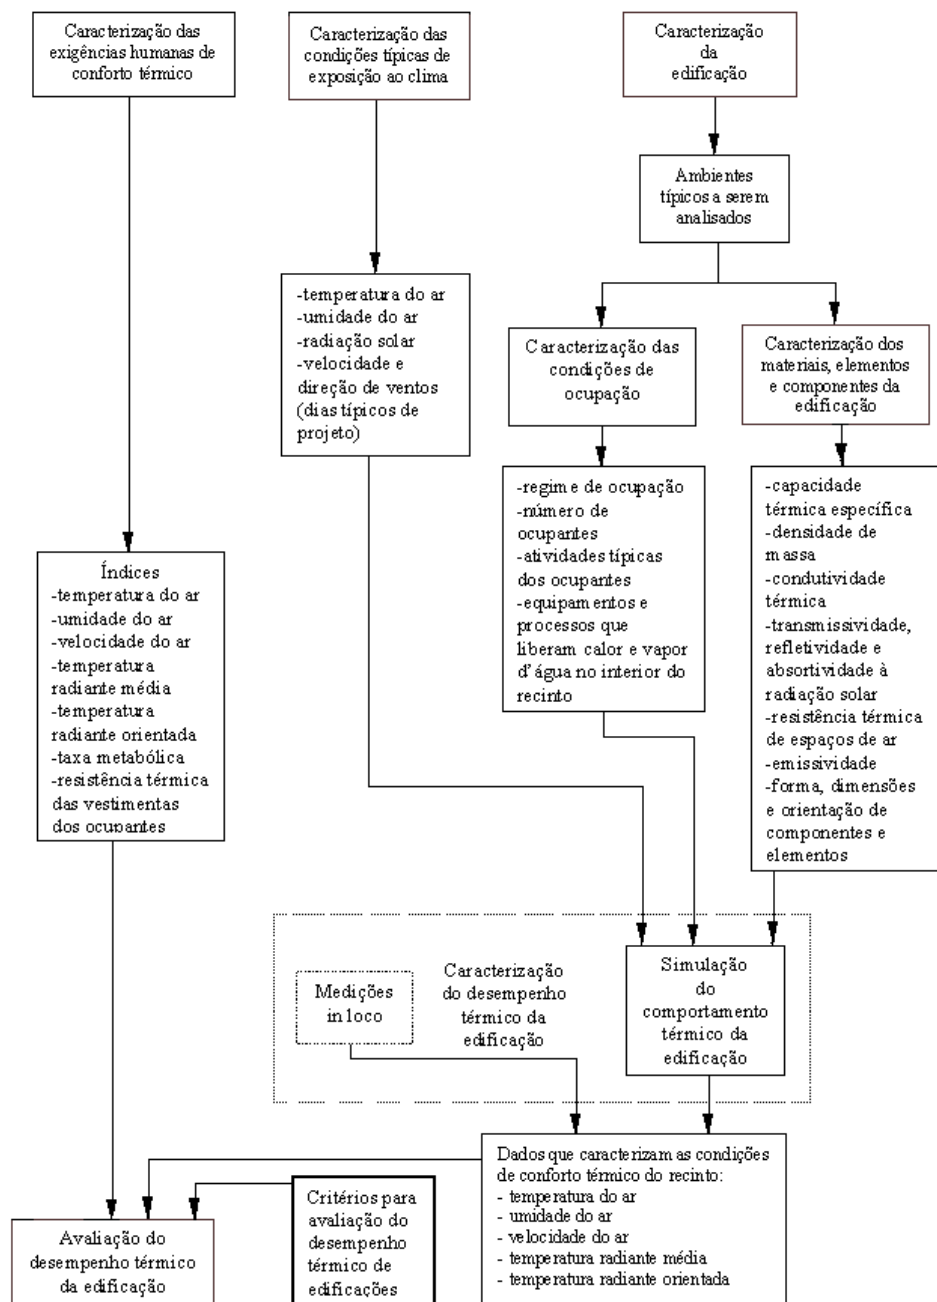 Caracterização das
exigências humanas de
conforto térmico
Caracterização das
condições típicas de
exposição ao clima
Caracterização
da
edificação
Ambientes
típicos a serem
analisados
-temperatura do ar
-umidade do ar
-radiação solar
-velocidade e
direção de ventos
(dias típicos de
projeto)
Caracterização das
condições de
ocupação
Caracterização dos
materiais, elementos
e componentes da
edificação
Índices
-temperatura do ar
-umidade do ar
-velocidade do ar
-temperatura
radiante média
-temperatura
radiante orientada
-taxa metabólica
-resistência térmica
das vestimentas
dos ocupantes
-regime de ocupação
-número de
ocupantes
-atividades típicas
dos ocupantes
-equipamentos e
processos que
liberam calor e vapor
d'água no interior do
recinto
-capacidade
térmica específica
-densidade de
massa
-condutividade
térmica
-transmissividade,
refletividade e
absortividade à
radiação solar
-resistência térmica
de espaços de ar
-emissividade
-forma, dimensões
e orientação de
componentes e
elementos
Medições
in loco
Caracterização
do desempenho
térmico da
edificação
Simulação
do
comportamento
térmico da
edificação
Dados que caracterizam as condições
de conforto térmico do recinto:
- temperatura do ar
- umidade do ar
- velocidade do ar
- temperatura radiante média
- temperatura radiante orientada
Critérios para
avaliação do
desempenho
térmico de
edificações
Avaliação do
desempenho térmico
da edificação